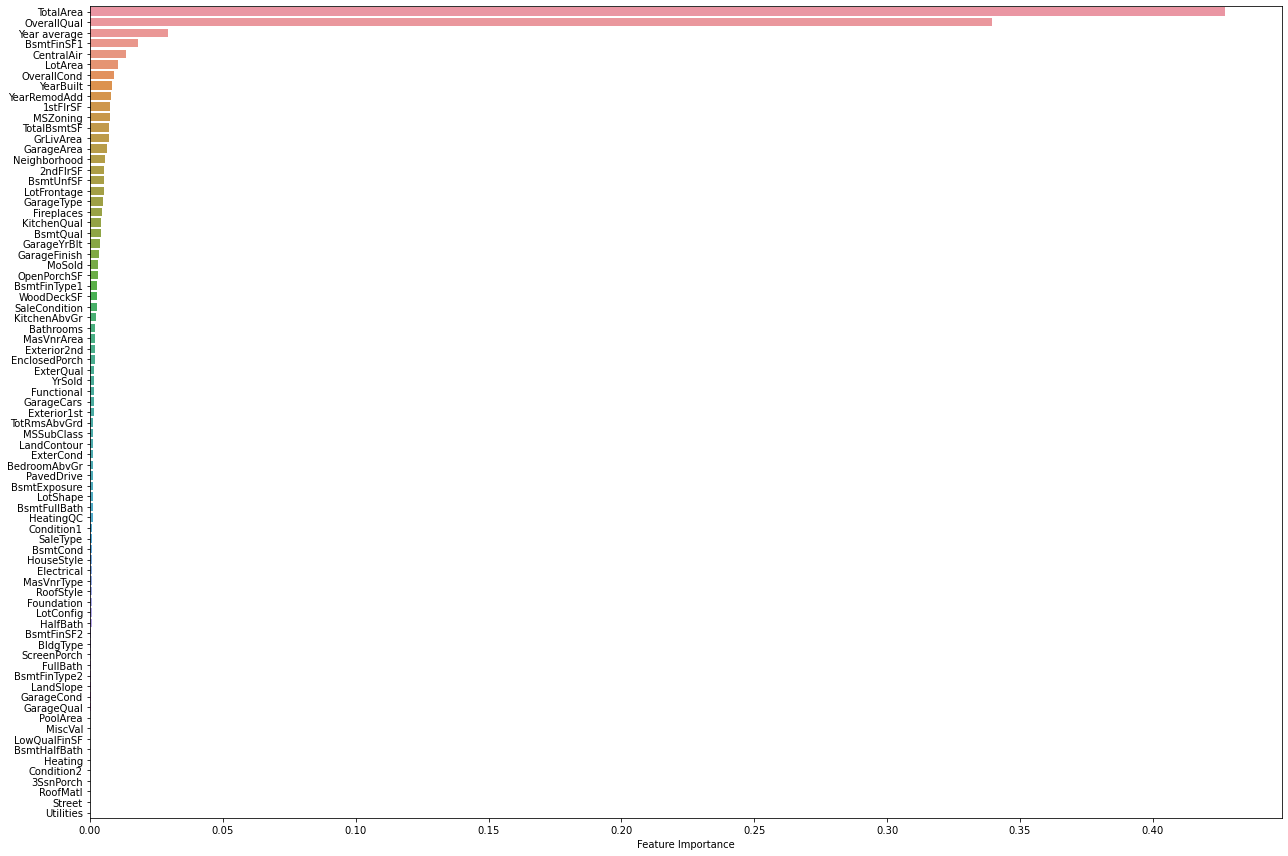 TotalArea
OverallQual
Year average
BsmtFinSF1
CentralAir
LotArea
OverallCond
YearBuilt
YearRemodAdd
1stFlrSF
MSZoning
TotalBsmtSF
GrLivArea
GarageArea
Neighborhood
2ndFlrSF
BsmtUnfSF
LotFrontage
GarageType
Fireplaces
KitchenQual
BsmtQual
GarageYrBlt
GarageFinish
MoSold
OpenPorchSF
BsmtFinType1
WoodDeckSF
SaleCondition
KitchenAbvGr
Bathrooms
MasVnrArea
Exterior2nd
EnclosedPorch
ExterQual
YrSold
Functional
GarageCars
Exterior1st
TotRmsAbvGrd
MSSubClass
LandContour
ExterCond
BedroomAbvGr
PavedDrive
BsmtExposure
LotShape
BsmtFullBath
HeatingQC
Condition1
SaleType
BsmtCond
HouseStyle
Electrical
MasVnrType
RoofStyle
Foundation
LotConfig
HalfBath
BsmtFinSF2
BldgType
ScreenPorch
FullBath
BsmtFinType2
LandSlope
GarageCond
GarageQual
PoolArea
MiscVal
LowQualFinSF
BsmtHalfBath
Heating
Condition2
3SsnPorch
RoofMatl
Street
Utilities
0.00 0.05 0.10 0.15 0.20 0.25 0.30 0.35 0.40
Feature Importance